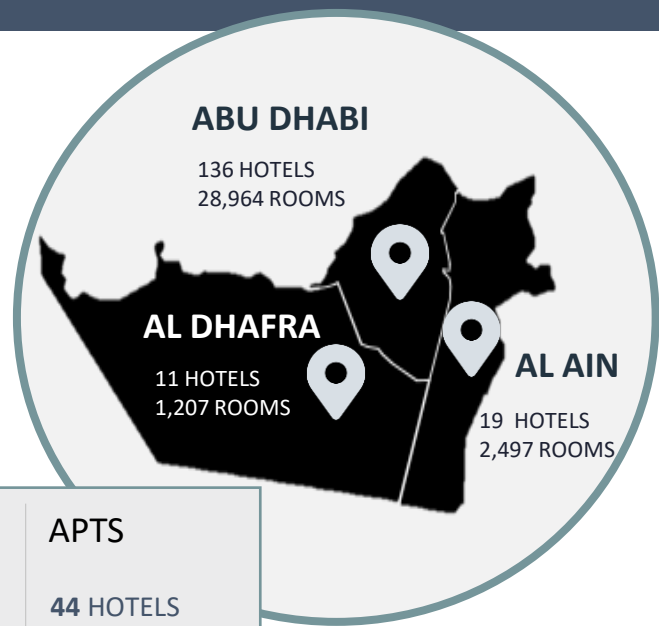 ABU DHABI
136 HOTELS
28,964 ROOMS
AL DHAFRA
11 HOTELS
1,207 ROOMS
AL AIN
19 HOTELS
2,497 ROOMS
APTS
44 HOTELS